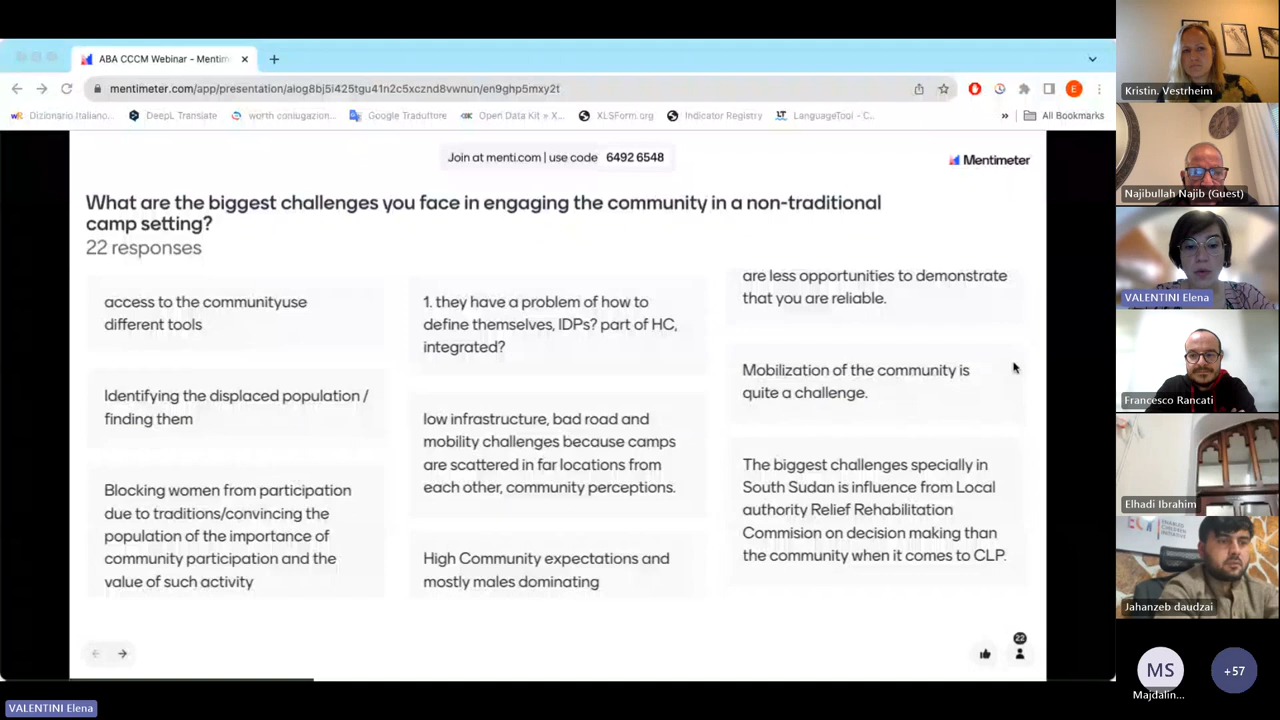 ABA CCCM Webinar - Mentim
mentimeter.com/app/presentation/alog8bj5i425tgu41n2c5xcznd8vwnun/en9ghp5mxy2t
E
Dizionario Italiano...
DeepL Translate
worth coniugazion...
Google Traduttore
Open Data Kit » X...
XLSForm.org
Indicator Registry
LT
LanguageTool - C...
»
All Bookmarks
Join at menti.com | use code 6492 6548
Mentimeter
What are the biggest challenges you face in engaging the community in a non-traditional
camp setting?
22 responses
access to the communityuse
different tools
Identifying the displaced population /
finding them
Blocking women from participation
due to traditions/convincing the
population of the importance of
community participation and the
value of such activity
1. they have a problem of how to
define themselves, IDPs? part of HC,
integrated?
low infrastructure, bad road and
mobility challenges because camps
are scattered in far locations from
each other, community perceptions.
High Community expectations and
mostly males dominating
are less opportunities to demonstrate
that you are reliable.
Mobilization of the community is
quite a challenge.
The biggest challenges specially in
South Sudan is influence from Local
authority Relief Rehabilitation
Commision on decision making than
the community when it comes to CLP.
22
VALENTINI Elena
Kristin. Vestrheim
Najibullah Najib (Guest)
VALENTINI Elena
Francesco Rancati
Elhadi Ibrahim
ENABLED
CHILDREN
INITIATIVE
Jahanzeb daudzai
MS
Majdalin...
+57